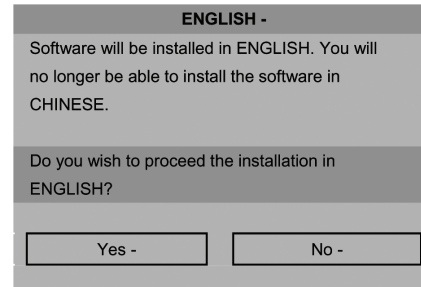 ENGLISH -
Software will be installed in ENGLISH. You will
no longer be able to install the software in
CHINESE.
Do you wish to proceed the installation in
ENGLISH?
Yes -
No -